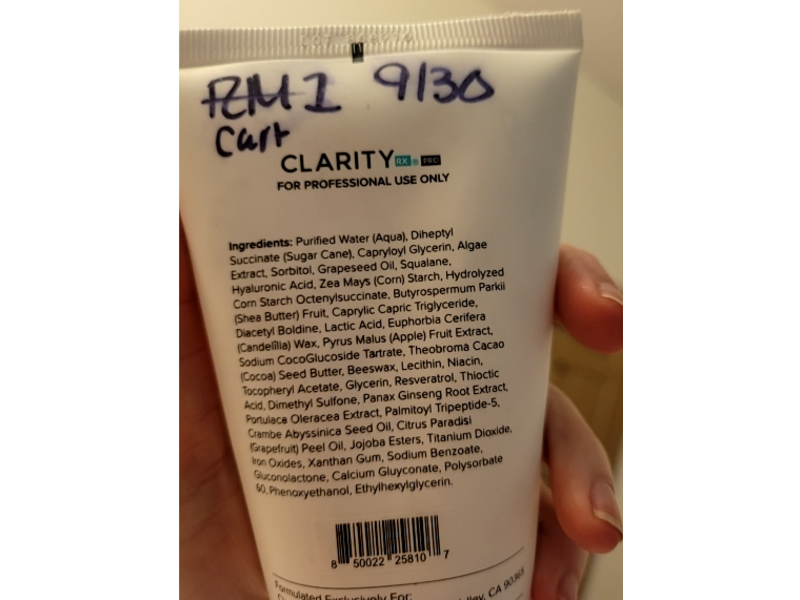 RM 1 9/30
Cart
CLARITY RX PRO
FOR PROFESSIONAL USE ONLY
Ingredients: Purified Water (Aqua), Diheptyl
Succinate (Sugar Cane), Capryloyl Glycerin, Algae
Extract, Sorbitol, Grapeseed Oil, Squalane,
Hyaluronic Acid, Zea Mays (Corn) Starch, Hydrolyzed
Corn Starch Octenylsuccinate, Butyrospermum Parkii
(Shea Butter) Fruit, Caprylic Capric Triglyceride,
Diacetyl Boldine, Lactic Acid, Euphorbia Cerifera
(Candelilla) Wax, Pyrus Malus (Apple) Fruit Extract,
Sodium CocoGlucoside Tartrate, Theobroma Cacao
(Cocoa) Seed Butter, Beeswax, Lecithin, Niacin,
Tocopheryl Acetate, Glycerin, Resveratrol, Thioctic
Acid, Dimethyl Sulfone, Panax Ginseng Root Extract,
Portulaca Oleracea Extract, Palmitoyl Tripeptide-5,
Crambe Abyssinica Seed Oil, Citrus Paradisi
(Grapefruit) Peel Oil, Jojoba Esters, Titanium Dioxide,
Iron Oxides, Xanthan Gum, Sodium Benzoate,
Gluconolactone, Calcium Gluyconate, Polysorbate
60, Phenoxyethanol, Ethylhexylglycerin.
8 50022 25810 7
Formulated Exclusively For:
CA 90365